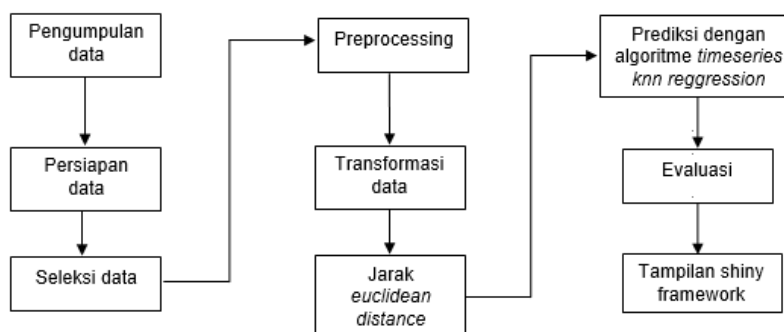 Pengumpulan
data
Persiapan
data
Seleksi data
Preprocessing
Transformasi
data
Jarak
euclidean
distance
Prediksi dengan
algoritme timeseries
knn reggression
Evaluasi
Tampilan shiny
framework